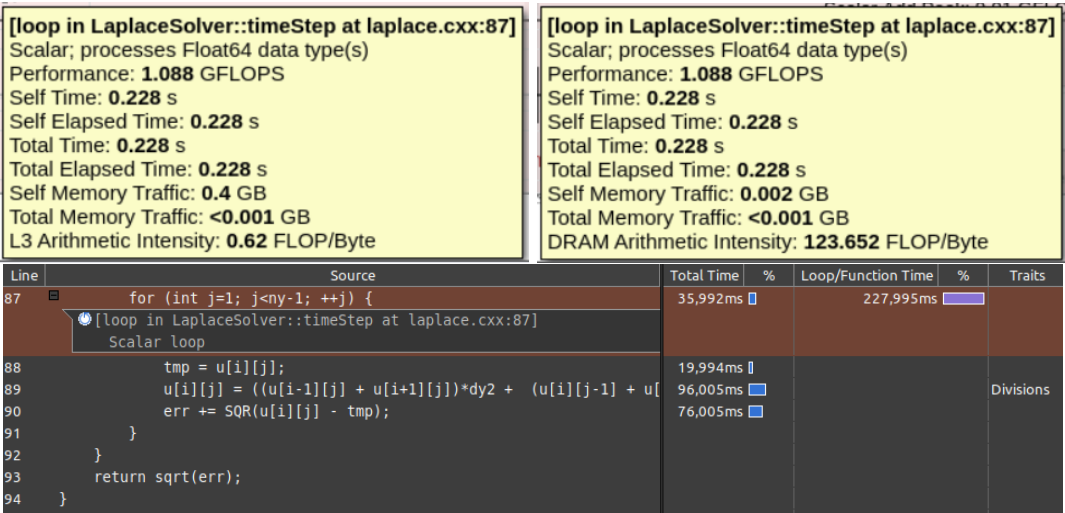 [loop in LaplaceSolver::timeStep at laplace.cxx:87]
Scalar; processes Float64 data type(s)
Performance: 1.088 GFLOPS
Self Time: 0.228 s
Self Elapsed Time: 0.228 s
Total Time: 0.228 s
Total Elapsed Time: 0.228 s
Self Memory Traffic: 0.4 GB
Total Memory Traffic: <0.001 GB
L3 Arithmetic Intensity: 0.62 FLOP/Byte
[loop in LaplaceSolver::timeStep at laplace.cxx:87]
Scalar; processes Float64 data type(s)
Performance: 1.088 GFLOPS
Self Time: 0.228 s
Self Elapsed Time: 0.228 s
Total Time: 0.228 s
Total Elapsed Time: 0.228 s
Self Memory Traffic: 0.002 GB
Total Memory Traffic: <0.001 GB
DRAM Arithmetic Intensity: 123.652 FLOP/Byte
Line Source Total Time % Loop/Function Time % Traits
87 for (int j=1; j<ny-1; ++j) { 35,992ms 227,995ms
[loop in LaplaceSolver::timeStep at laplace.cxx:87]
Scalar loop
88 tmp = u[i][j]; 19,994ms
89 u[i][j] = ((u[i-1][j] + u[i+1][j])*dy2 + (u[i][j-1] + u[ 96,005ms Divisions
90 err += SQR(u[i][j] - tmp); 76,005ms
91 }
92 }
93 return sqrt(err);
94 }